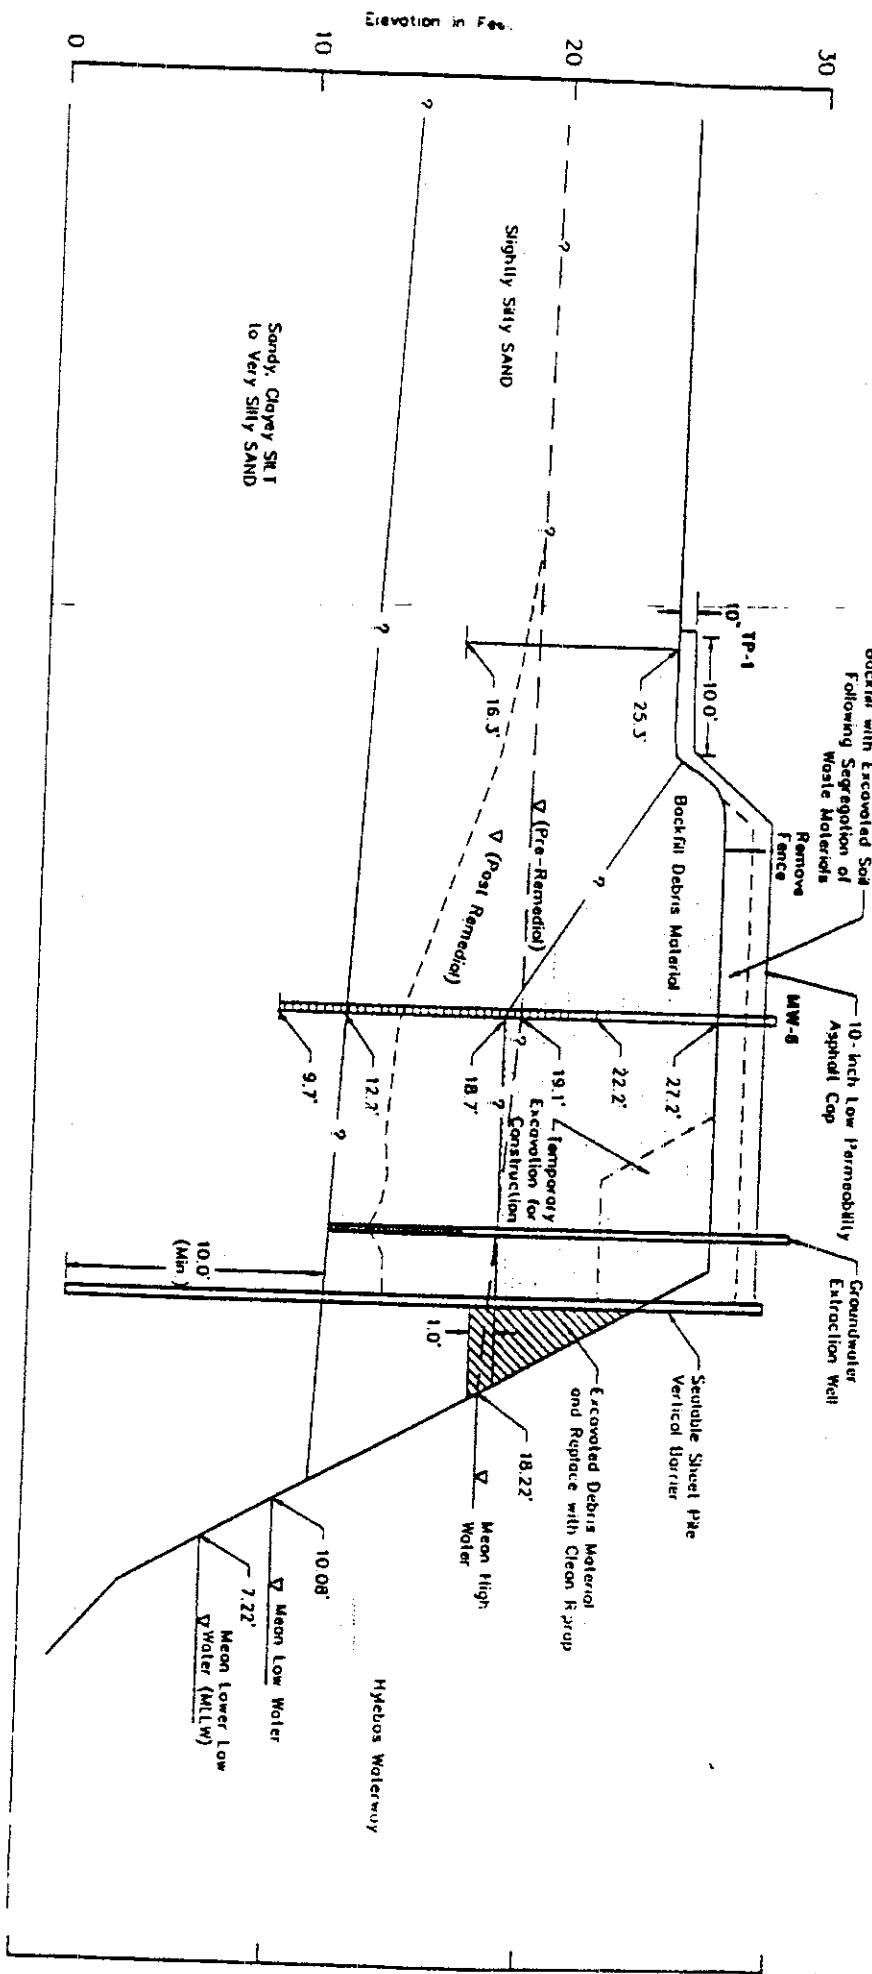 Elevation in
0
10
20
30
Backfill with Excavated Soil
Following Segregation of
Waste Materials
Remove
Fence
10-Inch Low Permeability
Asphalt Cap
Groundwater
Extraction Well
Sealable Sheet Pile
Vertical Barrier
Excavated Debris Material
and Replace with Clean Riprap
TP-1
10"
10.0'
25.3'
16.3'
MW-6
27.2'
22.2'
19.1'
18.7'
12.7'
9.7'
Backfill Debris Material
Temporary
Excavation for
Construction
(Pre-Remedial)
(Post Remedial)
?
?
?
?
?
?
?
?
?
Slightly Silty SAND
Sandy, Clayey SILT
to Very Silty SAND
10.0'
(Min.)
1.0'
18.22'
Mean High
Water
10.08'
Mean Low Water
7.22'
Mean Lower Low
Water (MLLW)
Hylebos Waterway